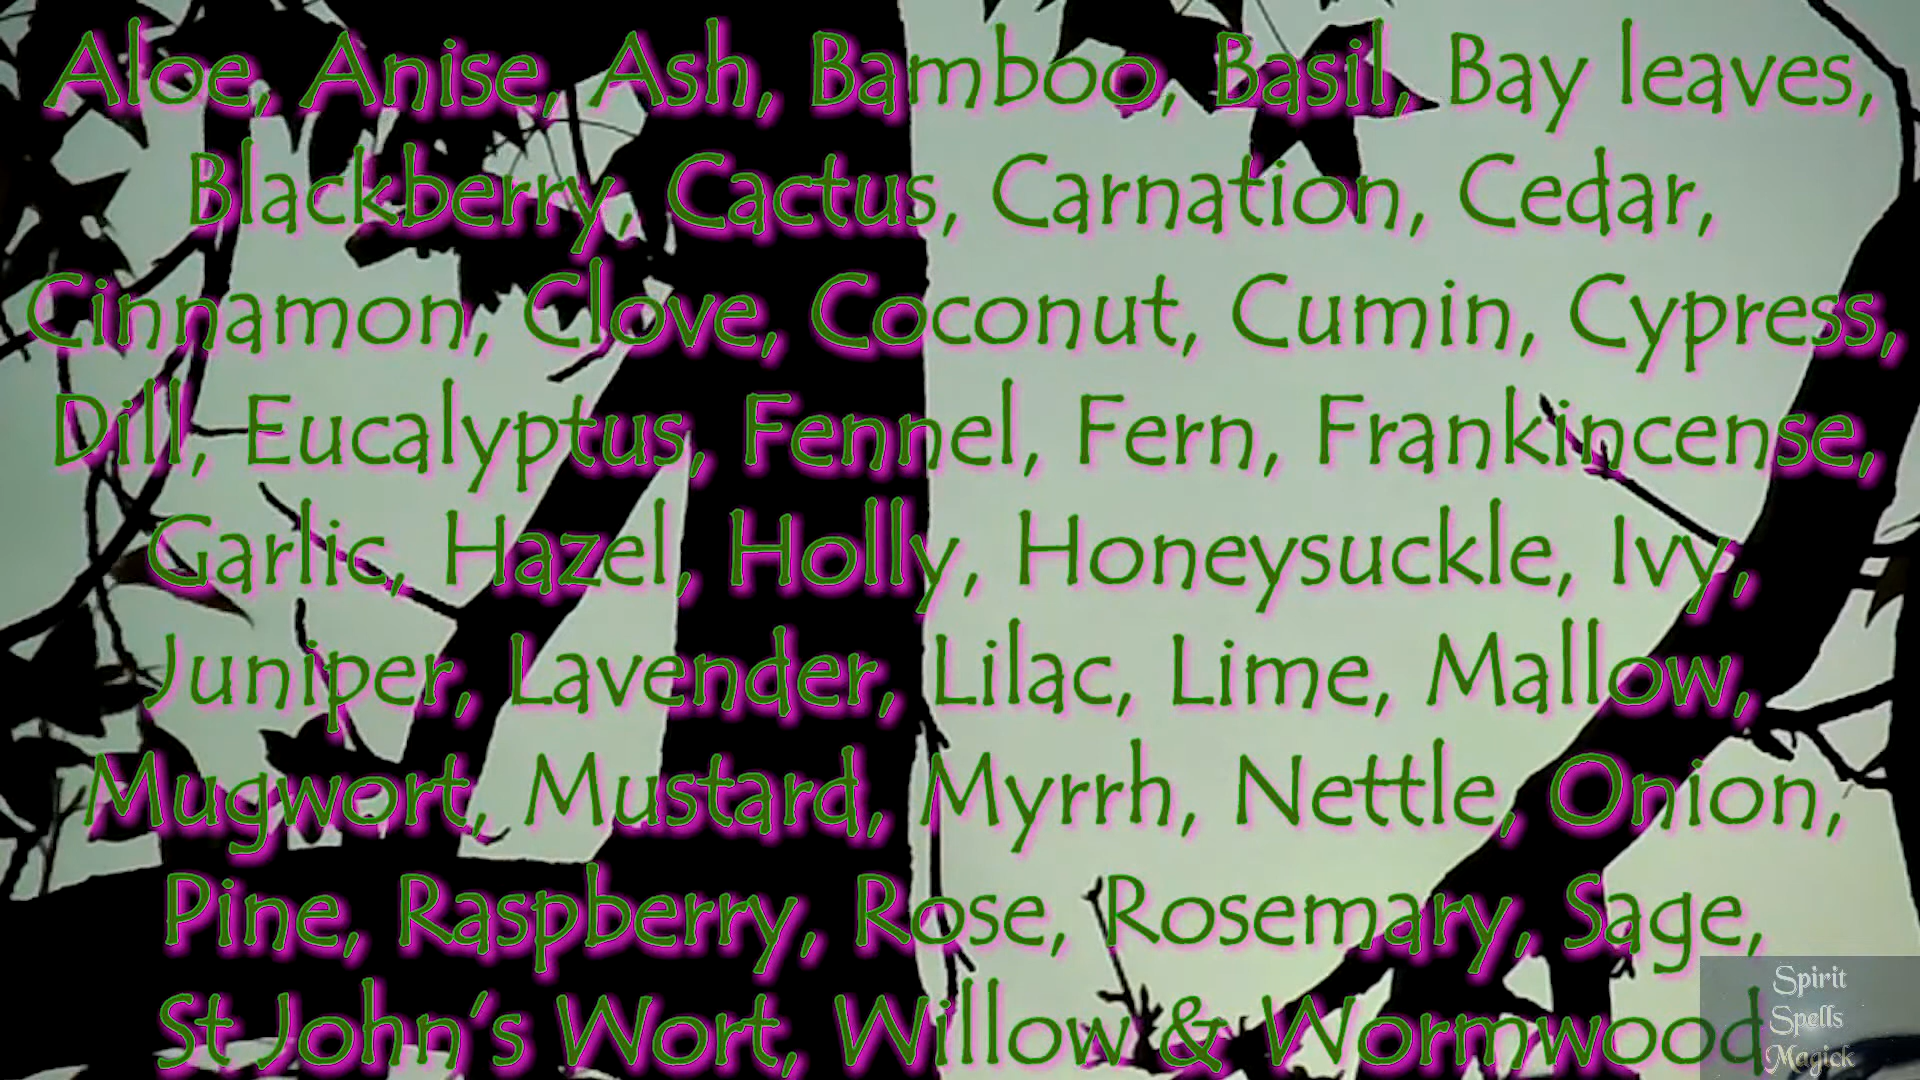 Aloe, Anise, Ash, Bamboo, Basil, Bay leaves,
Blackberry, Cactus, Carnation, Cedar,
Cinnamon, Clove, Coconut, Cumin, Cypress,
Dill, Eucalyptus, Fennel, Fern, Frankincense,
Garlic, Hazel, Holly, Honeysuckle, Ivy,
Juniper, Lavender, Lilac, Lime, Mallow,
Mugwort, Mustard, Myrrh, Nettle, Onion,
Pine, Raspberry, Rose, Rosemary, Sage,
St John’s Wort, Willow & Wormwood
Spirit
Spells
Magick